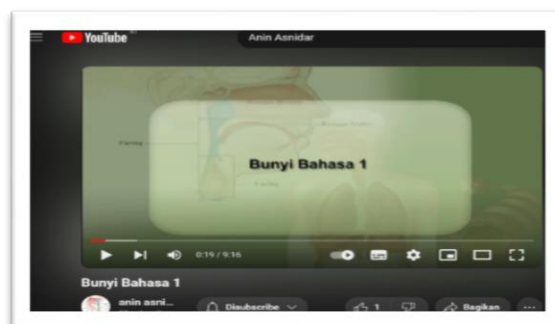 YouTube
Anin Asnidar
Bunyi Bahasa 1
0:19 / 9:16
Bunyi Bahasa 1
anin asni...
Disubscribe
1
Bagikan